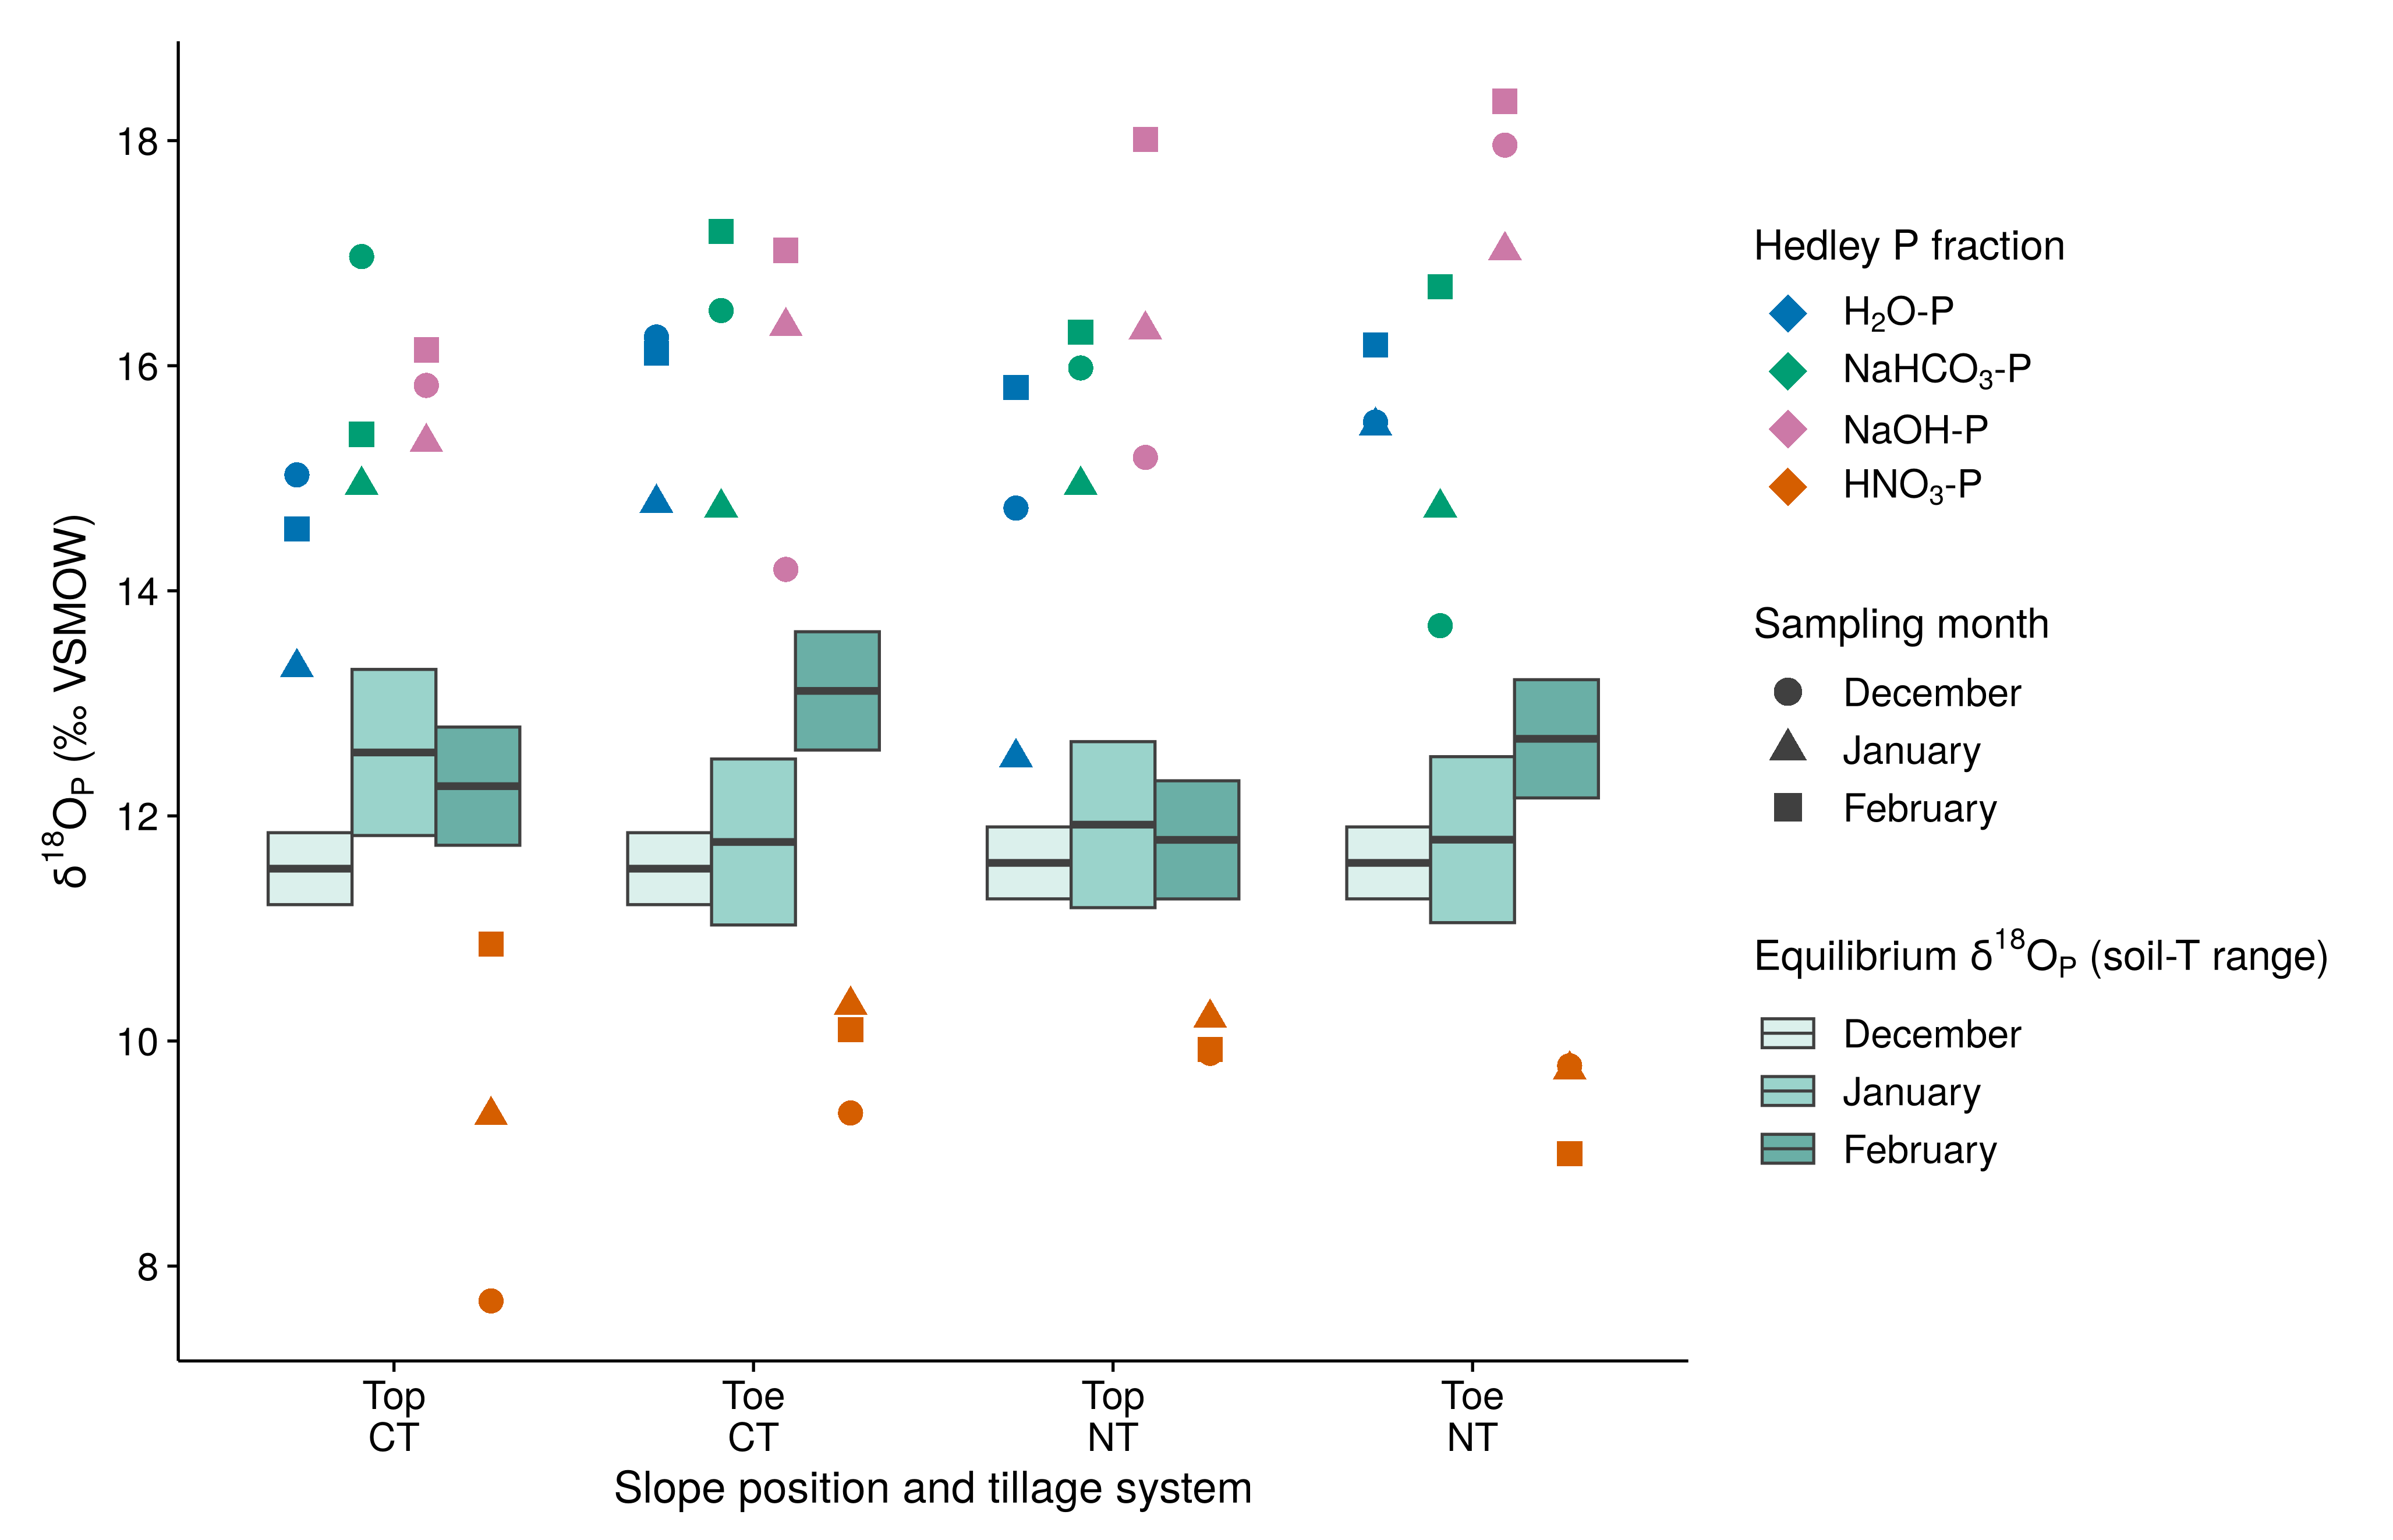 18
16
14
12
10
8
δ¹⁸Oₚ (‰ VSMOW)
Top
CT
Toe
CT
Top
NT
Toe
NT
Slope position and tillage system
Hedley P fraction
H₂O-P
NaHCO₃-P
NaOH-P
HNO₃-P
Sampling month
December
January
February
Equilibrium δ¹⁸Oₚ (soil-T range)
December
January
February